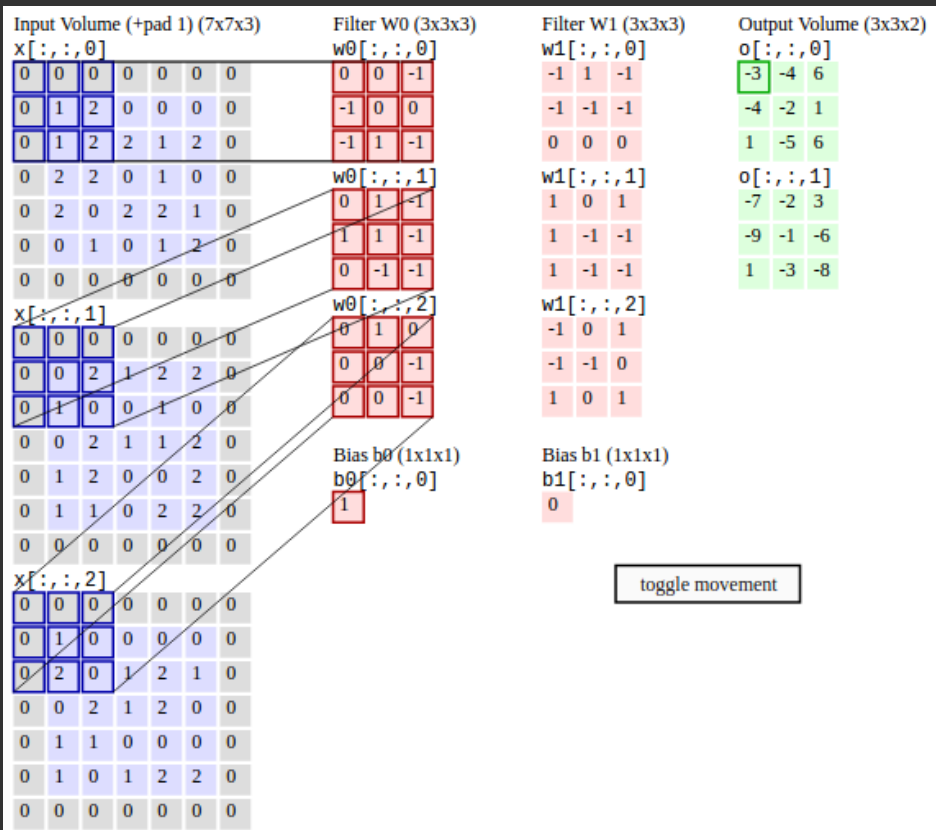 Input Volume (+pad 1) (7x7x3)
x[:,:,0]
0 0 0 0 0 0 0
0 1 2 0 0 0 0
0 1 2 2 1 2 0
0 2 2 0 1 0 0
0 2 0 2 2 1 0
0 0 1 0 1 2 0
0 0 0 0 0 0 0
x[:,:,1]
0 0 0 0 0 0 0
0 0 2 1 2 2 0
0 1 0 0 1 0 0
0 0 2 1 1 2 0
0 1 2 0 0 2 0
0 1 1 0 2 2 0
0 0 0 0 0 0 0
x[:,:,2]
0 0 0 0 0 0 0
0 1 0 0 0 0 0
0 2 0 1 2 1 0
0 0 2 1 2 0 0
0 1 1 0 0 0 0
0 1 0 1 2 2 0
0 0 0 0 0 0 0
Filter W0 (3x3x3)
w0[:,:,0]
0 0 -1
-1 0 0
-1 1 -1
w0[:,:,1]
0 1 -1
1 1 -1
0 -1 -1
w0[:,:,2]
0 1 0
0 0 -1
0 0 -1
Bias b0 (1x1x1)
b0[:,:,0]
1
Filter W1 (3x3x3)
w1[:,:,0]
-1 1 -1
-1 -1 -1
0 0 0
w1[:,:,1]
1 0 1
1 -1 -1
1 -1 -1
w1[:,:,2]
-1 0 1
-1 -1 0
1 0 1
Bias b1 (1x1x1)
b1[:,:,0]
0
Output Volume (3x3x2)
o[:,:,0]
-3 -4 6
-4 -2 1
1 -5 6
o[:,:,1]
-7 -2 3
-9 -1 -6
1 -3 -8
toggle movement